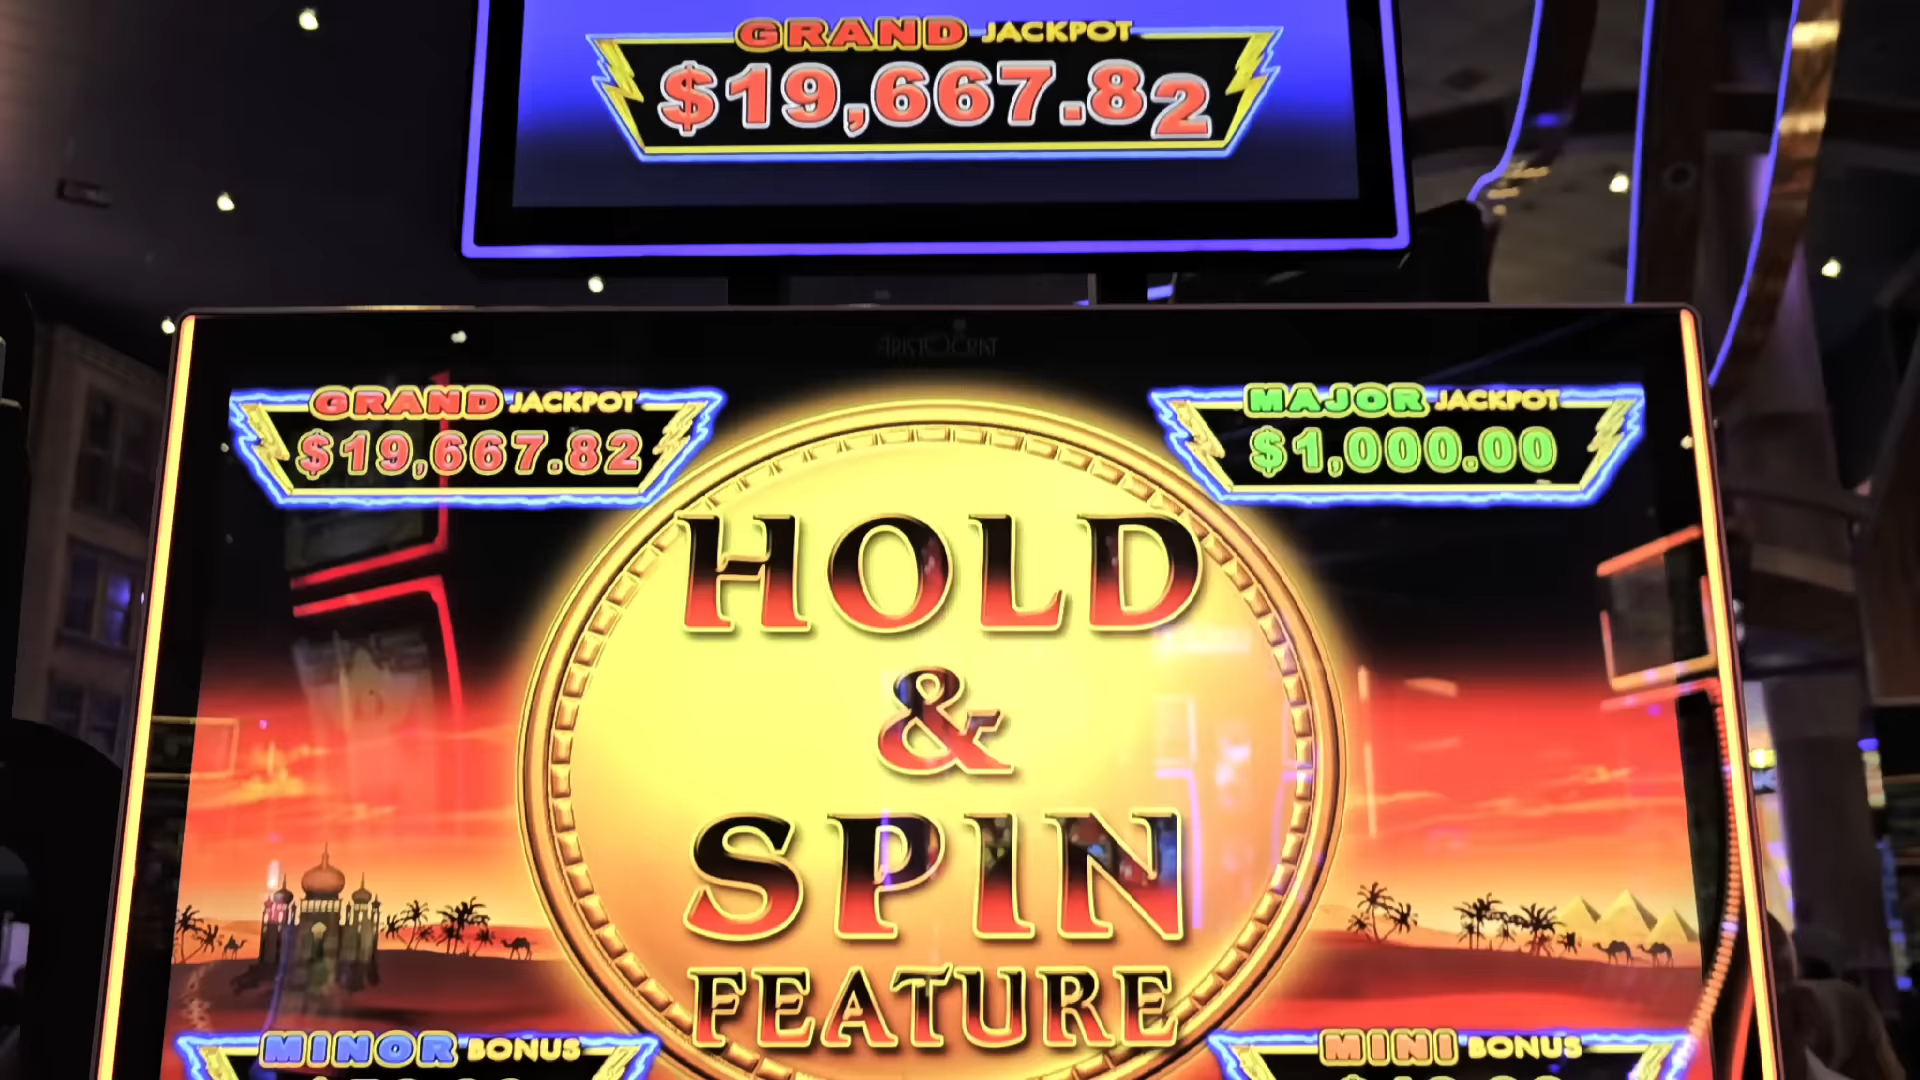 GRAND JACKPOT
$19,667.82
ARISTOCRAT
GRAND JACKPOT
$19,667.82
MAJOR JACKPOT
$1,000.00
HOLD
&
SPIN
FEATURE
MINOR BONUS
MINI BONUS